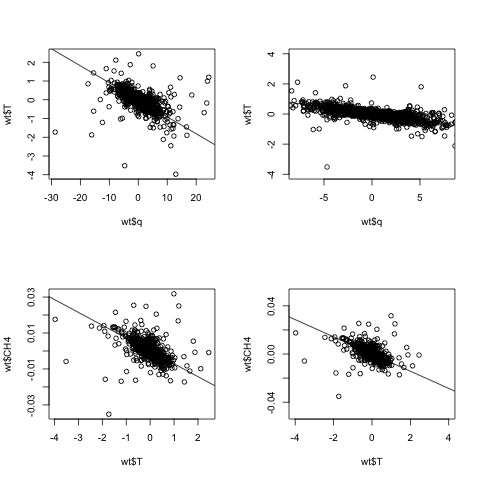 wt$T
2
1
0
-1
-2
-3
-4
-30 -20 -10 0 10 20
wt$q
wt$T
4
2
0
-2
-4
-5 0 5
wt$q
wt$CH4
0.03
0.01
-0.01
-0.03
-4 -3 -2 -1 0 1 2
wt$T
wt$CH4
0.04
0.00
-0.04
-4 -2 0 2 4
wt$T